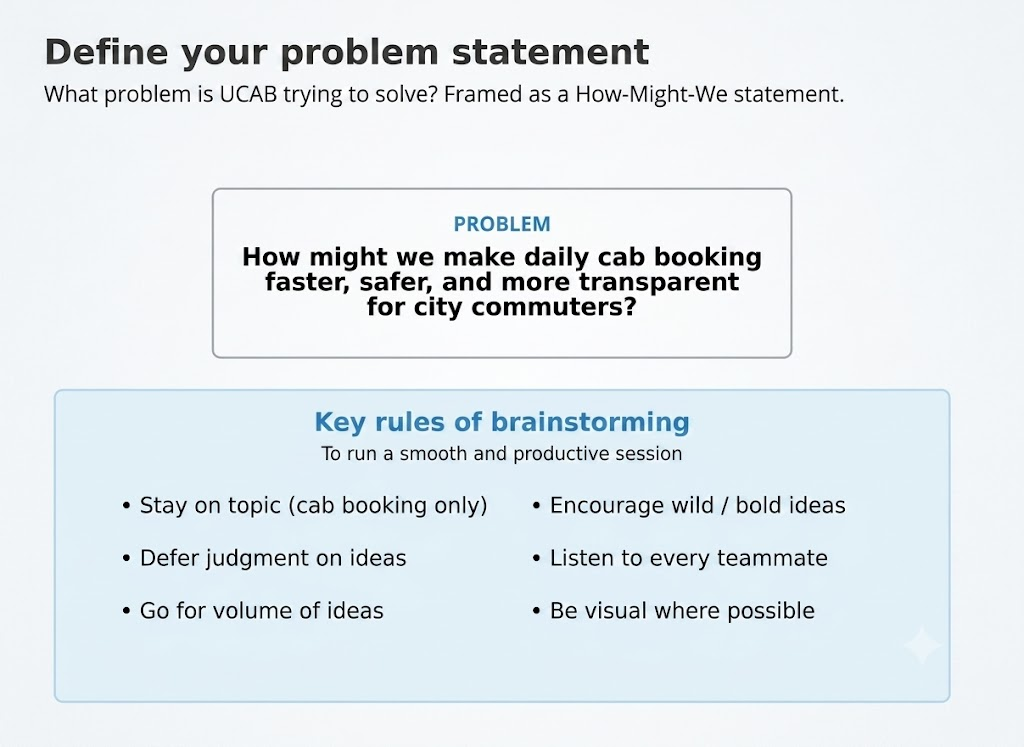 Define your problem statement
What problem is UCAB trying to solve? Framed as a How-Might-We statement.
PROBLEM
How might we make daily cab booking
faster, safer, and more transparent
for city commuters?
Key rules of brainstorming
To run a smooth and productive session
• Stay on topic (cab booking only)
• Defer judgment on ideas
• Go for volume of ideas
• Encourage wild / bold ideas
• Listen to every teammate
• Be visual where possible